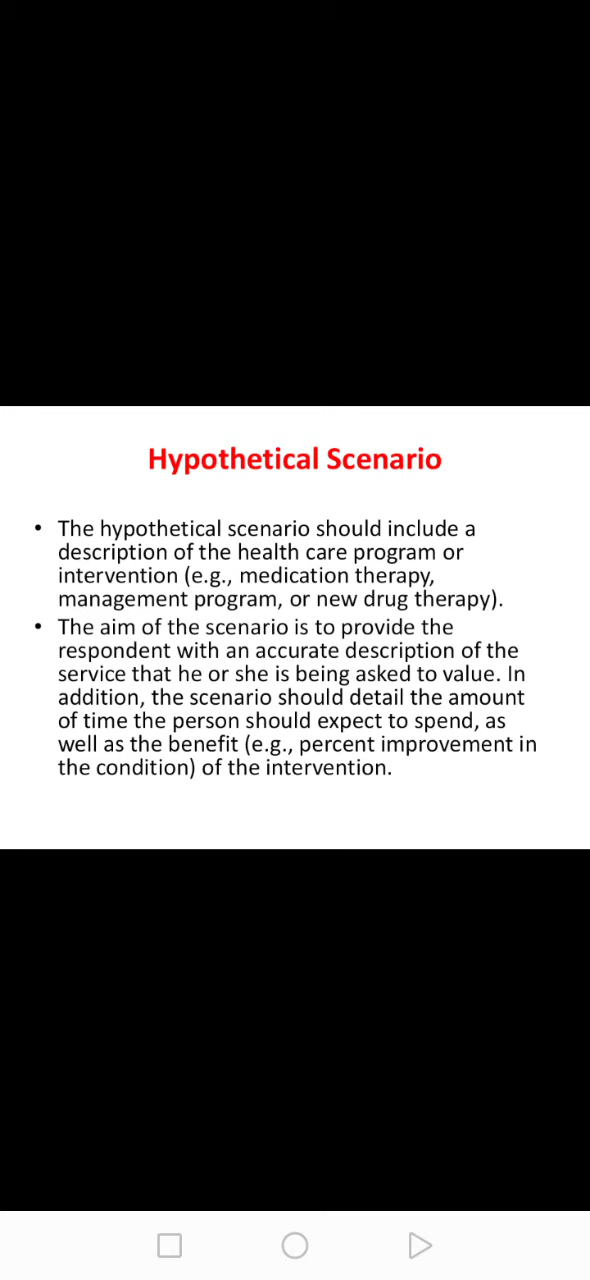 Hypothetical Scenario
• The hypothetical scenario should include a
description of the health care program or
intervention (e.g., medication therapy,
management program, or new drug therapy).
• The aim of the scenario is to provide the
respondent with an accurate description of the
service that he or she is being asked to value. In
addition, the scenario should detail the amount
of time the person should expect to spend, as
well as the benefit (e.g., percent improvement in
the condition) of the intervention.